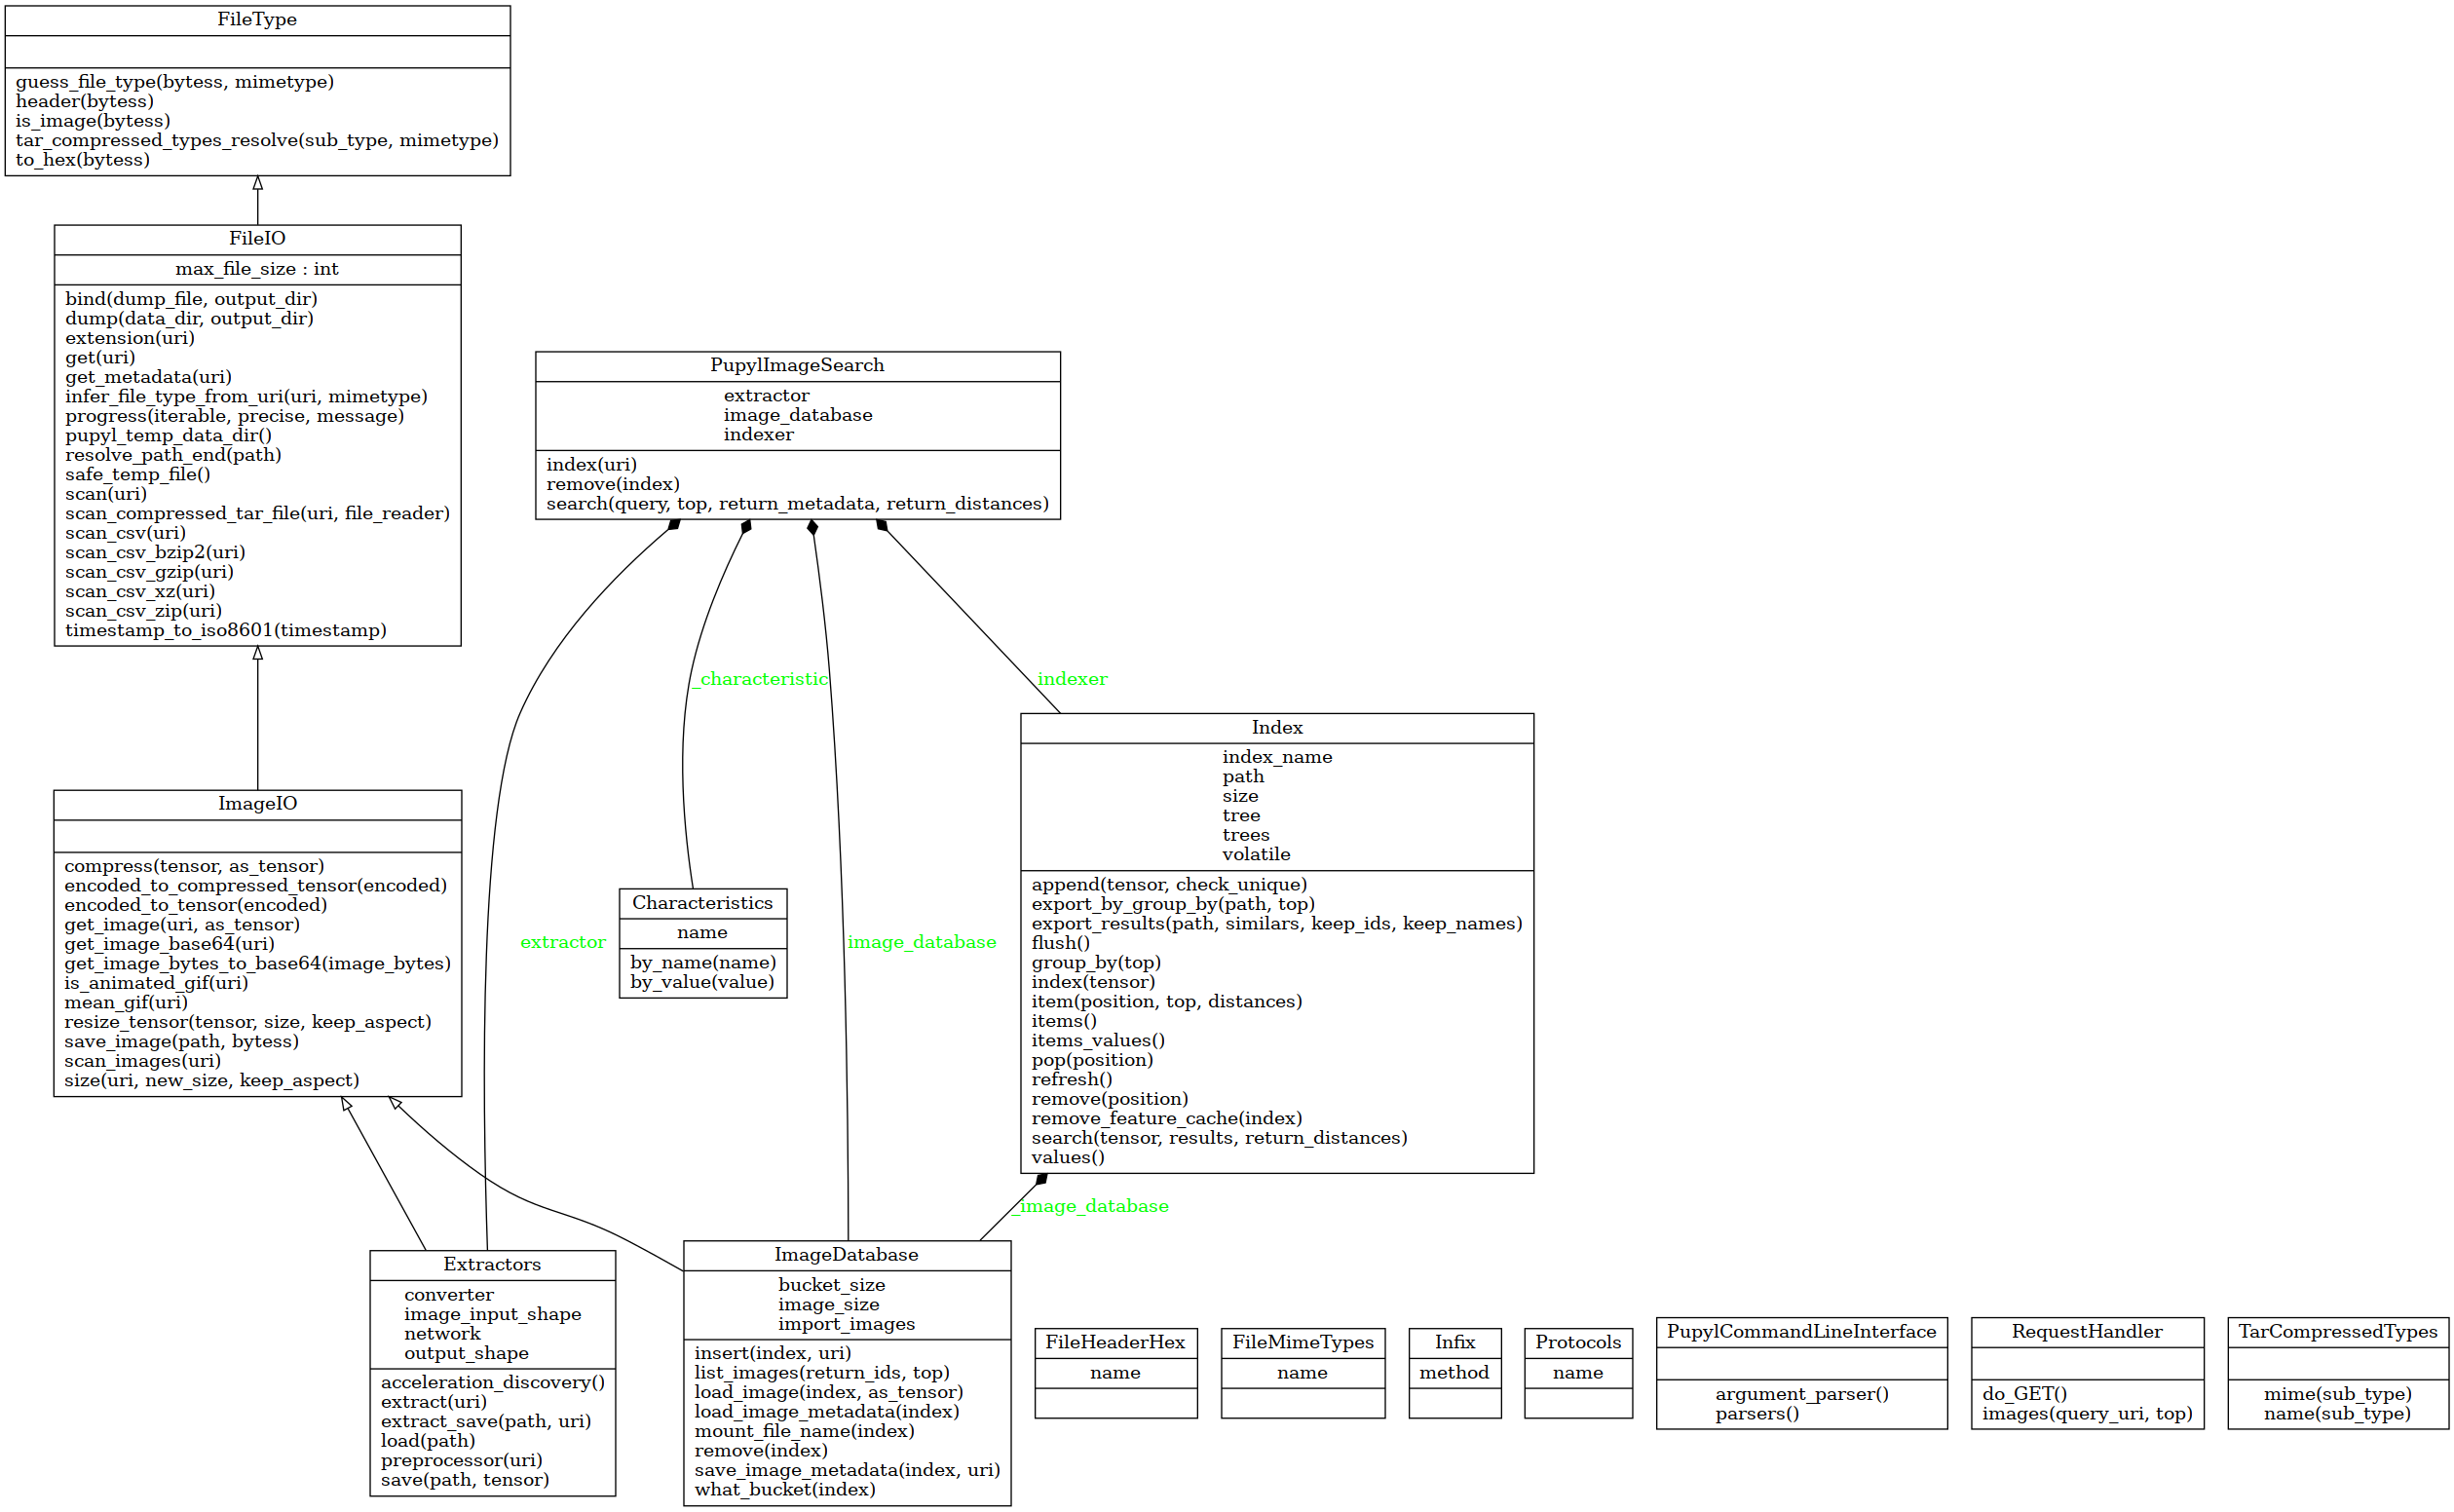 FileType
guess_file_type(bytess, mimetype)
header(bytess)
is_image(bytess)
tar_compressed_types_resolve(sub_type, mimetype)
to_hex(bytess)
FileIO
max_file_size : int
bind(dump_file, output_dir)
dump(data_dir, output_dir)
extension(uri)
get(uri)
get_metadata(uri)
infer_file_type_from_uri(uri, mimetype)
progress(iterable, precise, message)
pupyl_temp_data_dir()
resolve_path_end(path)
safe_temp_file()
scan(uri)
scan_compressed_tar_file(uri, file_reader)
scan_csv(uri)
scan_csv_bzip2(uri)
scan_csv_gzip(uri)
scan_csv_xz(uri)
scan_csv_zip(uri)
timestamp_to_iso8601(timestamp)
PupylImageSearch
extractor
image_database
indexer
index(uri)
remove(index)
search(query, top, return_metadata, return_distances)
_characteristic
indexer
Index
index_name
path
size
tree
trees
volatile
append(tensor, check_unique)
export_by_group_by(path, top)
export_results(path, similars, keep_ids, keep_names)
flush()
group_by(top)
index(tensor)
item(position, top, distances)
items()
items_values()
pop(position)
refresh()
remove(position)
remove_feature_cache(index)
search(tensor, results, return_distances)
values()
ImageIO
compress(tensor, as_tensor)
encoded_to_compressed_tensor(encoded)
encoded_to_tensor(encoded)
get_image(uri, as_tensor)
get_image_base64(uri)
get_image_bytes_to_base64(image_bytes)
is_animated_gif(uri)
mean_gif(uri)
resize_tensor(tensor, size, keep_aspect)
save_image(path, bytess)
scan_images(uri)
size(uri, new_size, keep_aspect)
extractor
Characteristics
name
by_name(name)
by_value(value)
image_database
_image_database
Extractors
converter
image_input_shape
network
output_shape
acceleration_discovery()
extract(uri)
extract_save(path, uri)
load(path)
preprocessor(uri)
save(path, tensor)
ImageDatabase
bucket_size
image_size
import_images
insert(index, uri)
list_images(return_ids, top)
load_image(index, as_tensor)
load_image_metadata(index)
mount_file_name(index)
remove(index)
save_image_metadata(index, uri)
what_bucket(index)
FileHeaderHex
name
FileMimeTypes
name
Infix
method
Protocols
name
PupylCommandLineInterface
argument_parser()
parsers()
RequestHandler
do_GET()
images(query_uri, top)
TarCompressedTypes
mime(sub_type)
name(sub_type)